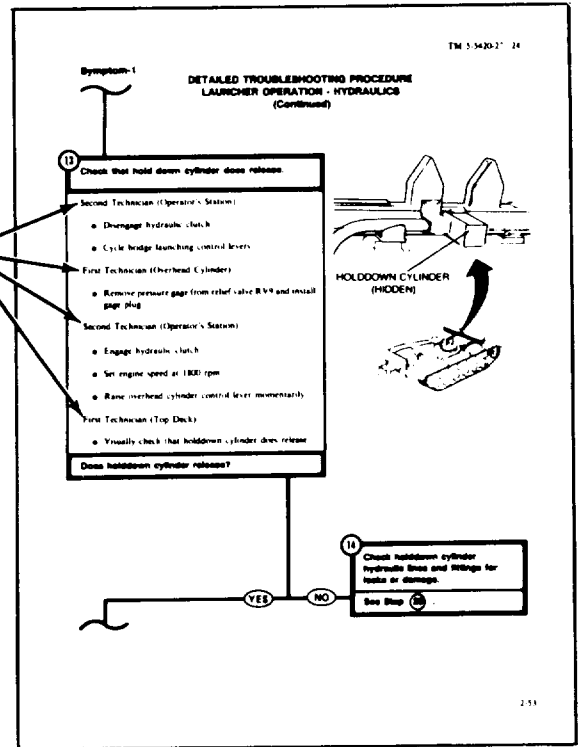 TM 5-5420-2 24
Symptom-1
DETAILED TROUBLESHOOTING PROCEDURE
LAUNCHER OPERATION - HYDRAULICS
(Continued)
13
Check that hold down cylinder does release.
Second Technician (Operator's Station)
● Disengage hydraulic clutch
● Cycle bridge launching control levers
First Technician (Overhead Cylinder)
● Remove pressure gage from relief valve RV9 and install
gage plug
Second Technician (Operator's Station)
● Engage hydraulic clutch
● Set engine speed at 1800 rpm
● Raise overhead cylinder control lever momentarily
First Technician (Top Deck)
● Visually check that holddown cylinder does release
Does holddown cylinder release?
HOLDDOWN CYLINDER
(HIDDEN)
14
Check holddown cylinder
hydraulic lines and fittings for
leaks or damage.
See Step
YES
NO
2-53